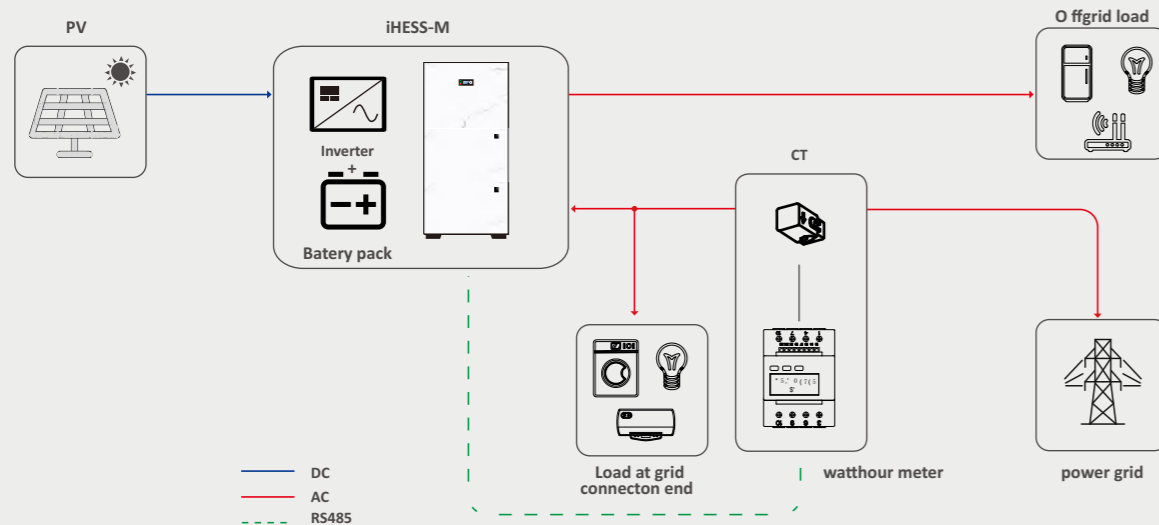 PV
iHESS-M
O ffgrid load
Inverter
+
Batery pack
CT
Load at grid
connecton end
watthour meter
power grid
DC
AC
RS485